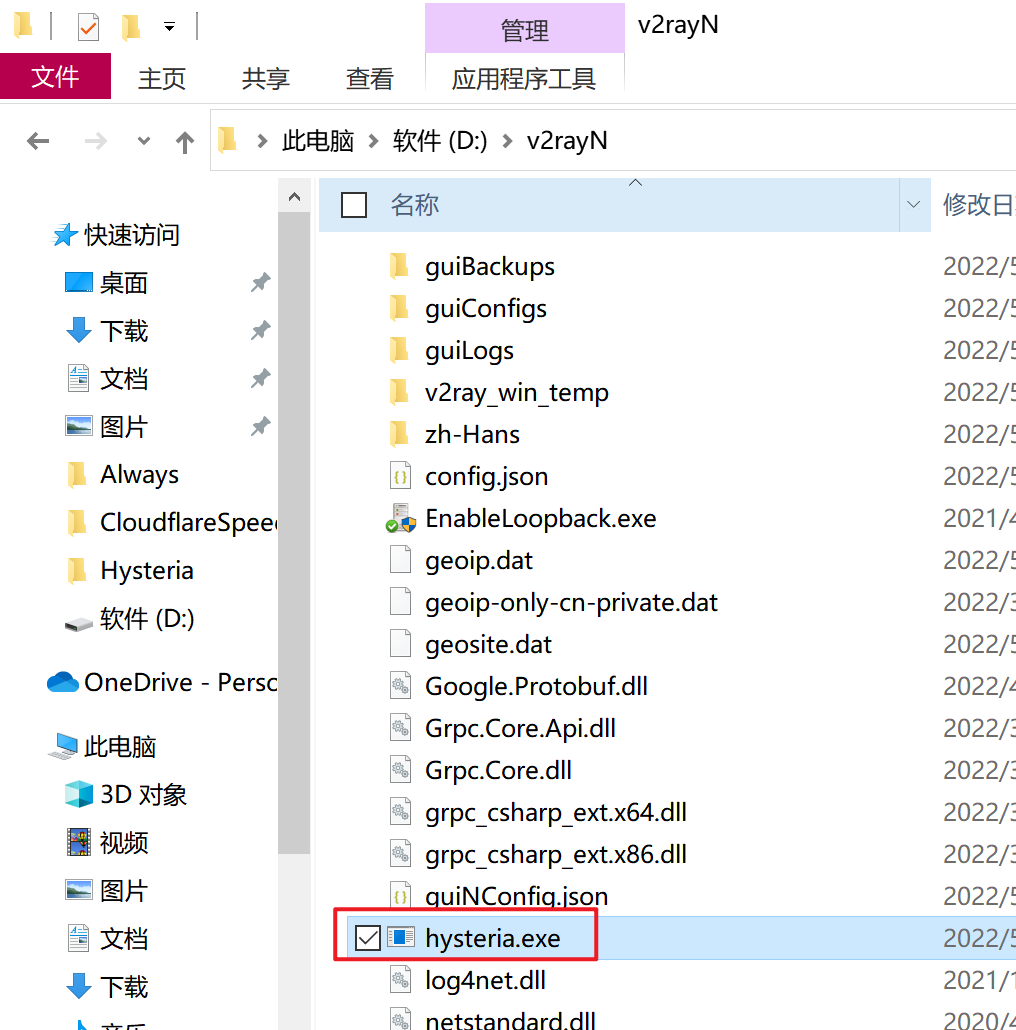 管理
v2rayN
文件
主页
共享
查看
应用程序工具
此电脑
软件 (D:)
v2rayN
名称
修改日
快速访问
桌面
下载
文档
图片
Always
CloudflareSpee
Hysteria
软件 (D:)
OneDrive - Perso
此电脑
3D 对象
视频
图片
文档
下载
音乐
guiBackups 2022/5
guiConfigs 2022/5
guiLogs 2022/5
v2ray_win_temp 2022/5
zh-Hans 2022/5
config.json 2022/5
EnableLoopback.exe 2021/4
geoip.dat 2022/5
geoip-only-cn-private.dat 2022/3
geosite.dat 2022/5
Google.Protobuf.dll 2022/4
Grpc.Core.Api.dll 2022/3
Grpc.Core.dll 2022/3
grpc_csharp_ext.x64.dll 2022/3
grpc_csharp_ext.x86.dll 2022/3
guiNConfig.json 2022/5
hysteria.exe 2022/5
log4net.dll 2021/1
netstandard.dll 2020/4